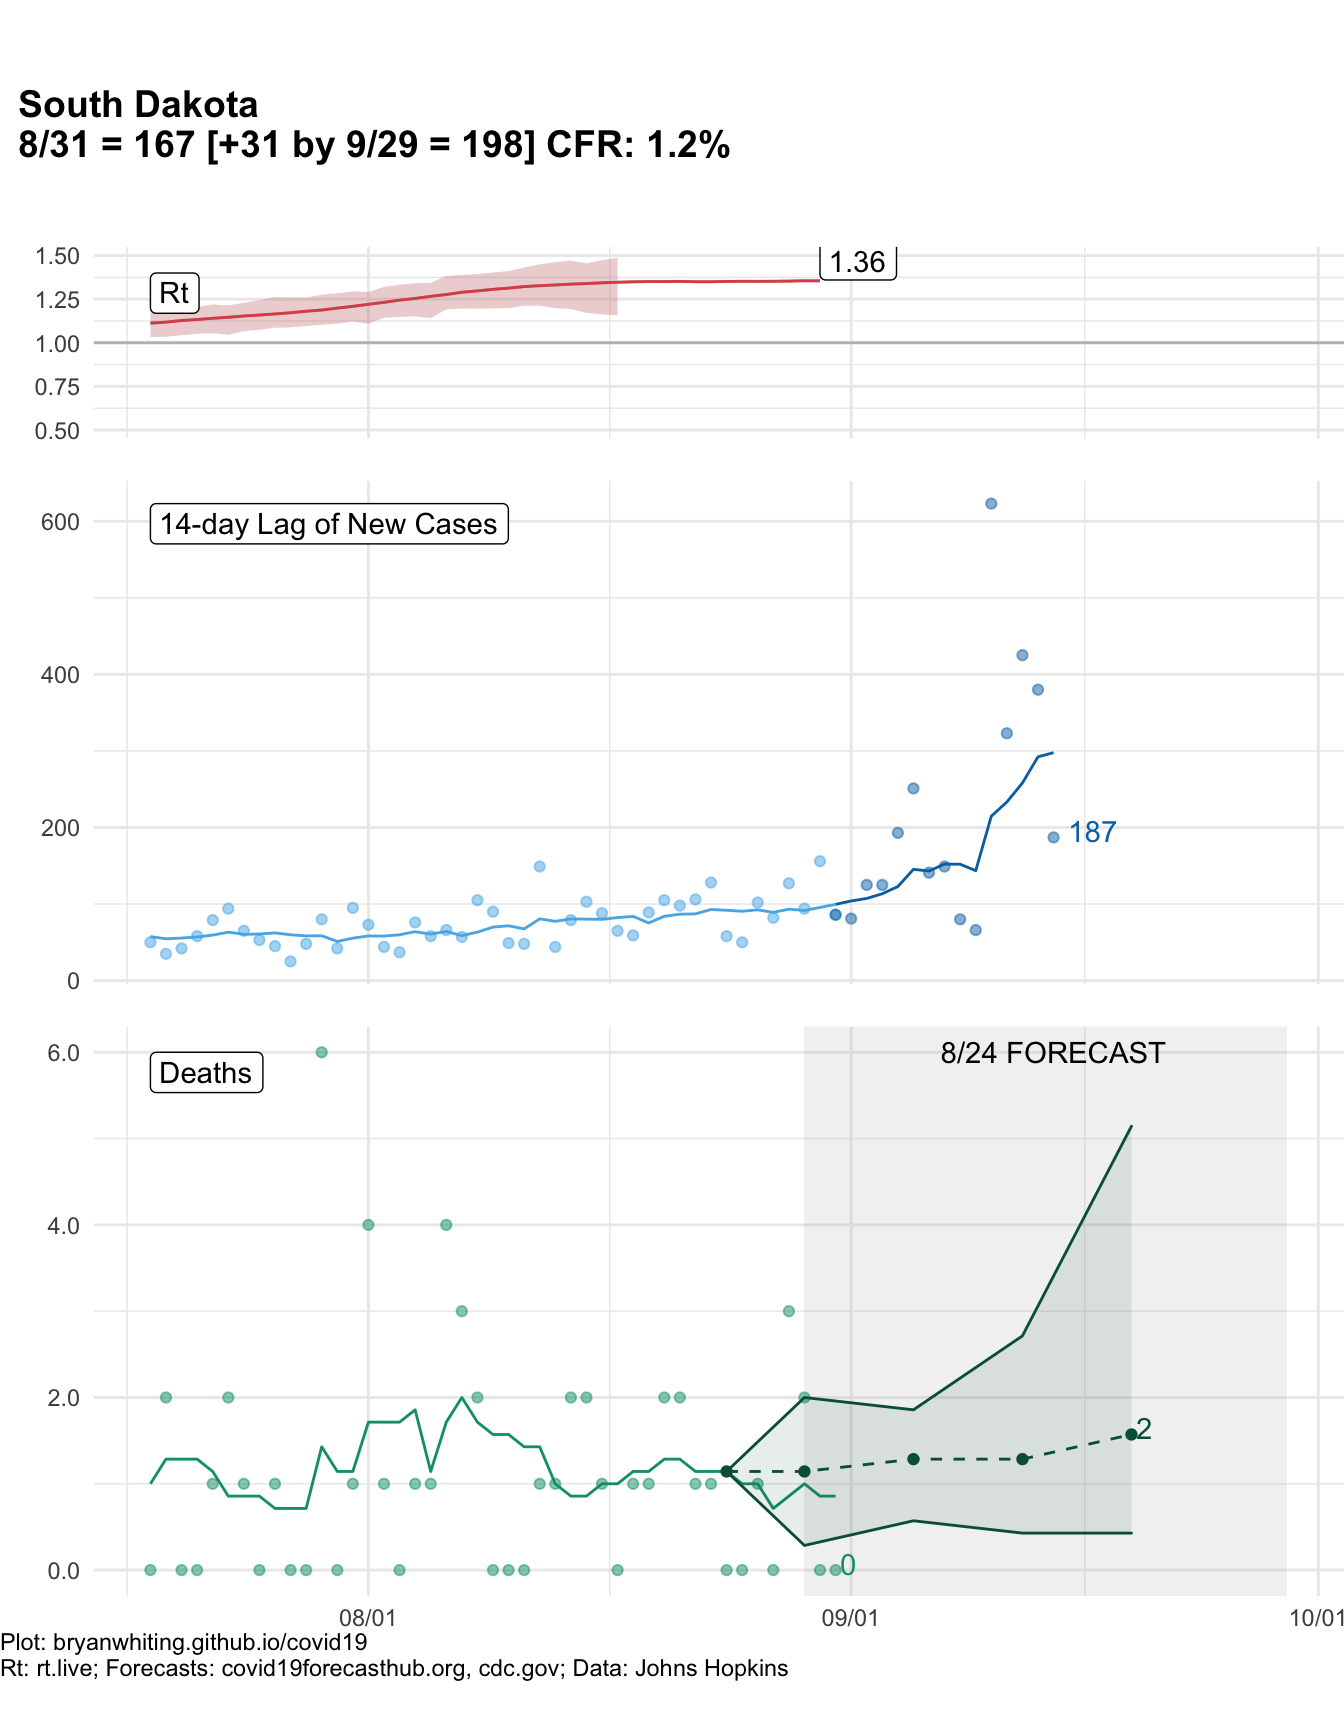 South Dakota
8/31 = 167 [+31 by 9/29 = 198] CFR: 1.2%
1.50
1.25
1.00
0.75
0.50
Rt
1.36
600
400
200
0
14-day Lag of New Cases
187
6.0
4.0
2.0
0.0
Deaths
8/24 FORECAST
2
0
08/01
09/01
10/01
Plot: bryanwhiting.github.io/covid19
Rt: rt.live; Forecasts: covid19forecasthub.org, cdc.gov; Data: Johns Hopkins